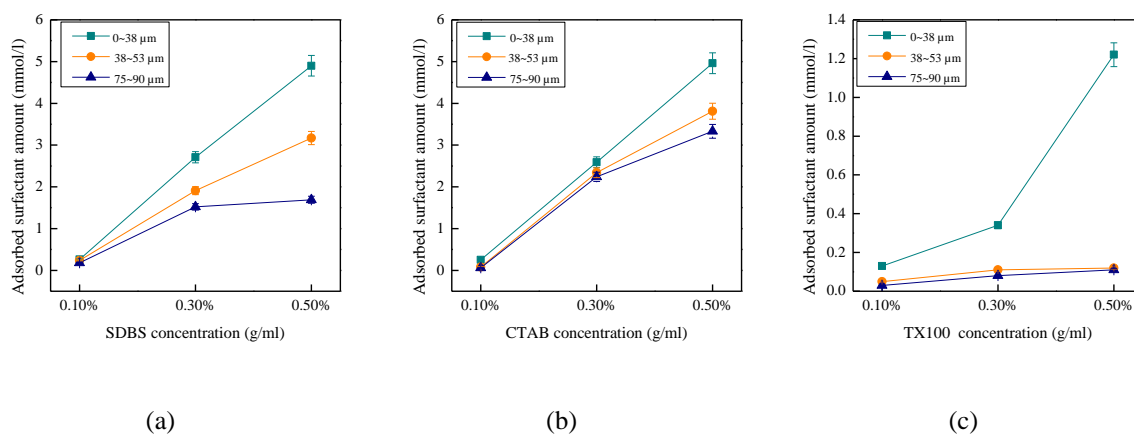 Adsorbed surfactant amount (mmol/l)
6
5
4
3
2
1
0
0~38 µm
38~53 µm
75~90 µm
0.10%
0.30%
0.50%
SDBS concentration (g/ml)
(a)
Adsorbed surfactant amount (mmol/l)
6
5
4
3
2
1
0
0~38 µm
38~53 µm
75~90 µm
0.10%
0.30%
0.50%
CTAB concentration (g/ml)
(b)
Adsorbed surfactant amount (mmol/l)
1.4
1.2
1.0
0.8
0.6
0.4
0.2
0.0
0~38 µm
38~53 µm
75~90 µm
0.10%
0.30%
0.50%
TX100 concentration (g/ml)
(c)